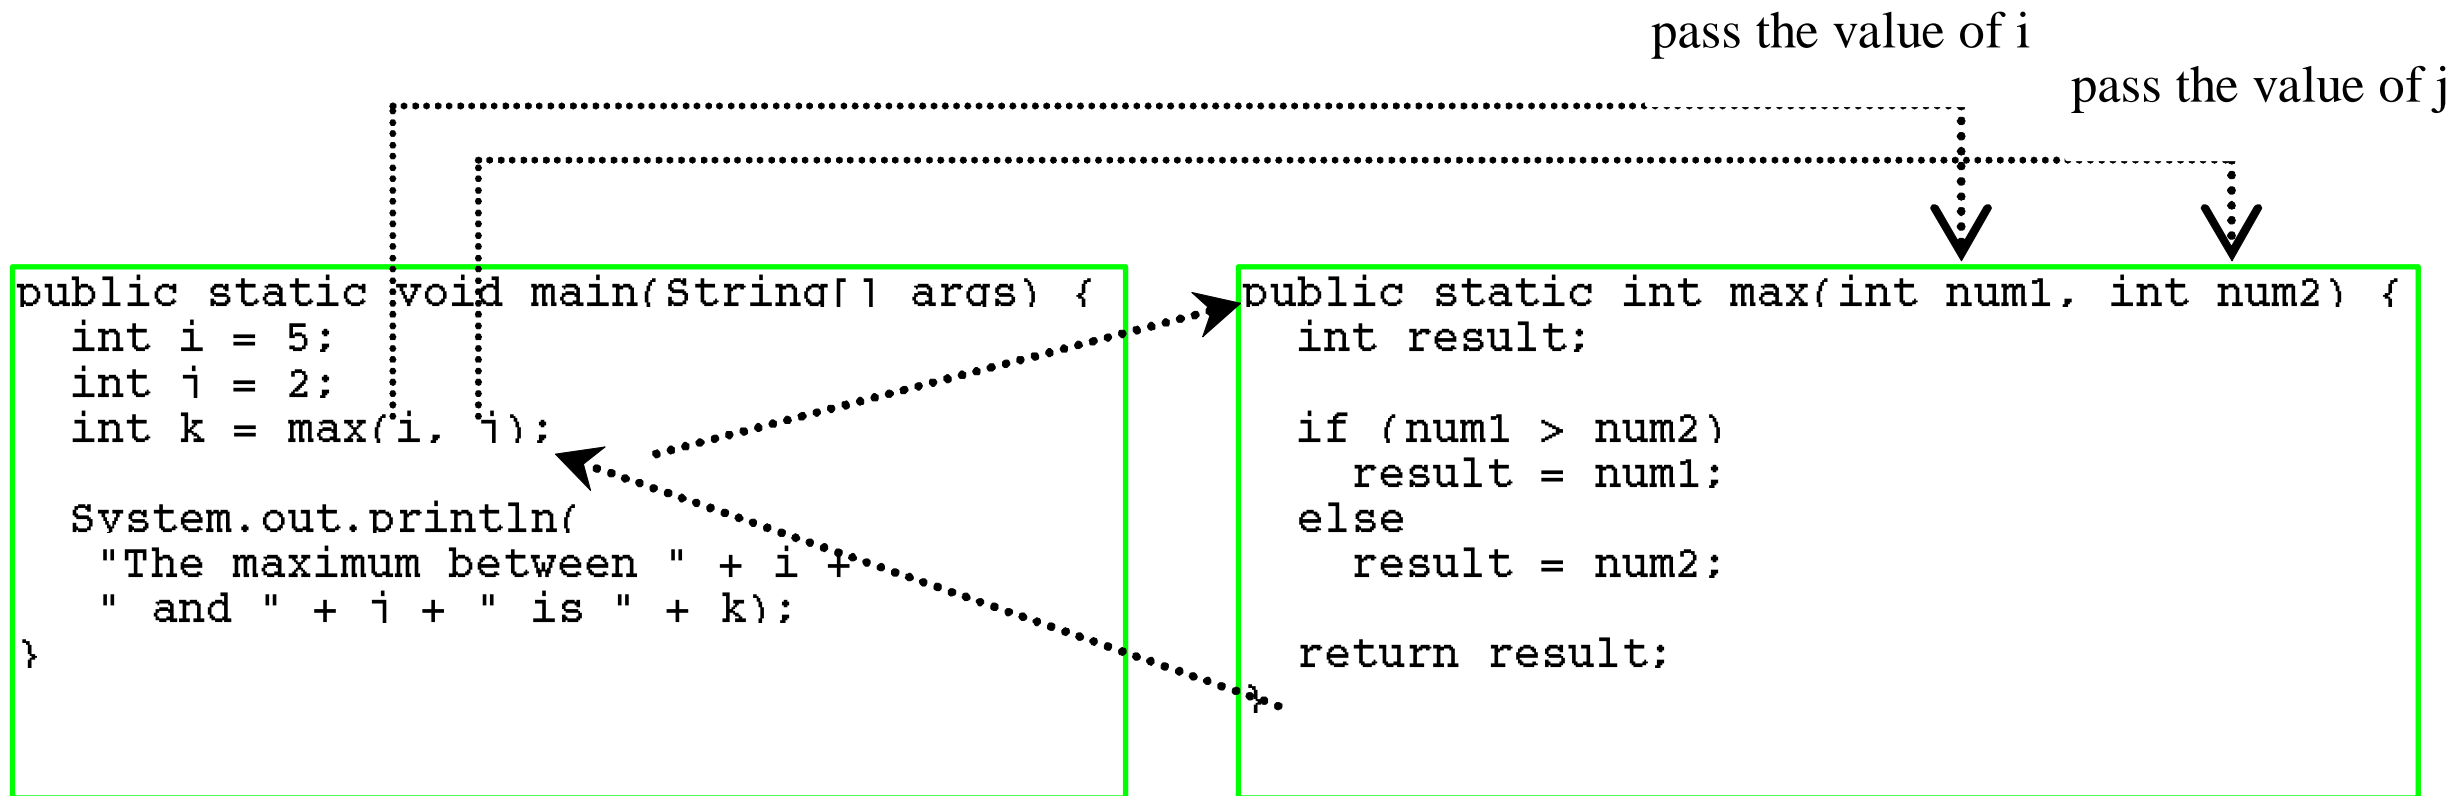 pass the value of i
pass the value of j
public static void main(String[] args) {
  int i = 5;
  int j = 2;
  int k = max(i, j);

  System.out.println(
   "The maximum between " + i +
   " and " + j + " is " + k);
}
public static int max(int num1, int num2) {
  int result;

  if (num1 > num2)
    result = num1;
  else
    result = num2;

  return result;
}